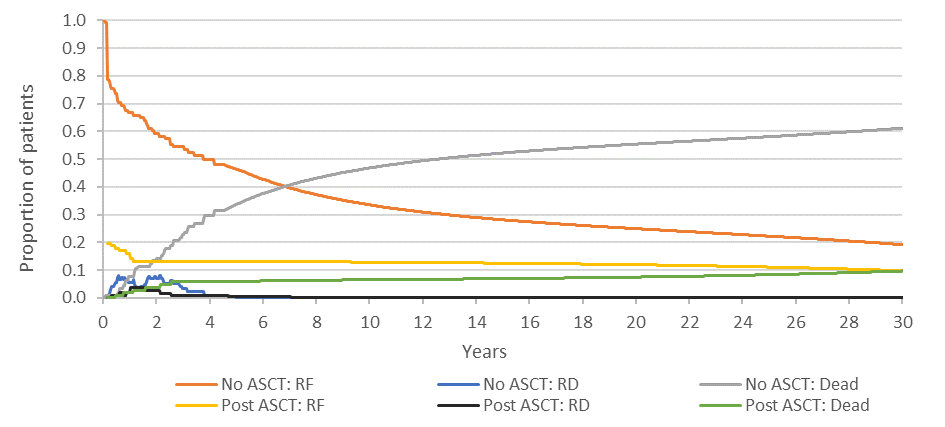 1.0
0.9
0.8
0.7
0.6
0.5
0.4
0.3
0.2
0.1
0.0
Proportion of patients
0 2 4 6 8 10 12 14 16 18 20 22 24 26 28 30
Years
No ASCT: RF No ASCT: RD No ASCT: Dead
Post ASCT: RF Post ASCT: RD Post ASCT: Dead